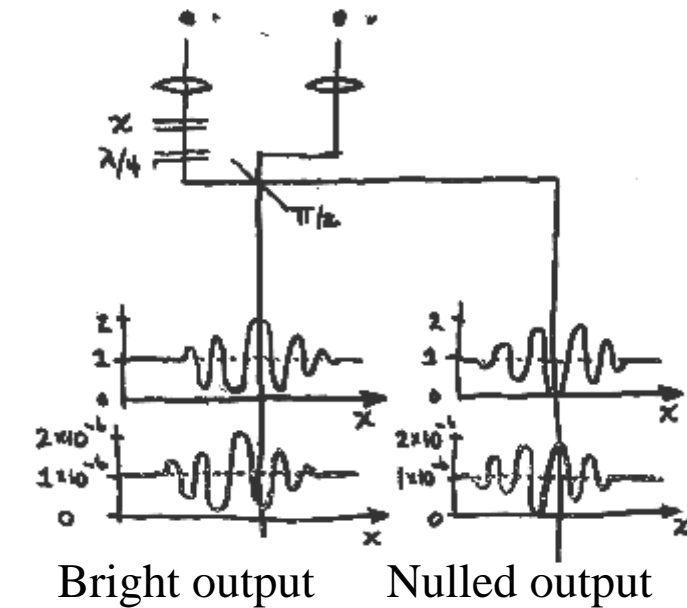 x
λ/4
π/2
2
1
0
x
2
1
0
x
2×10⁻⁶
1×10⁻⁶
0
x
2×10⁻⁶
1×10⁻⁶
0
x
Bright output
Nulled output